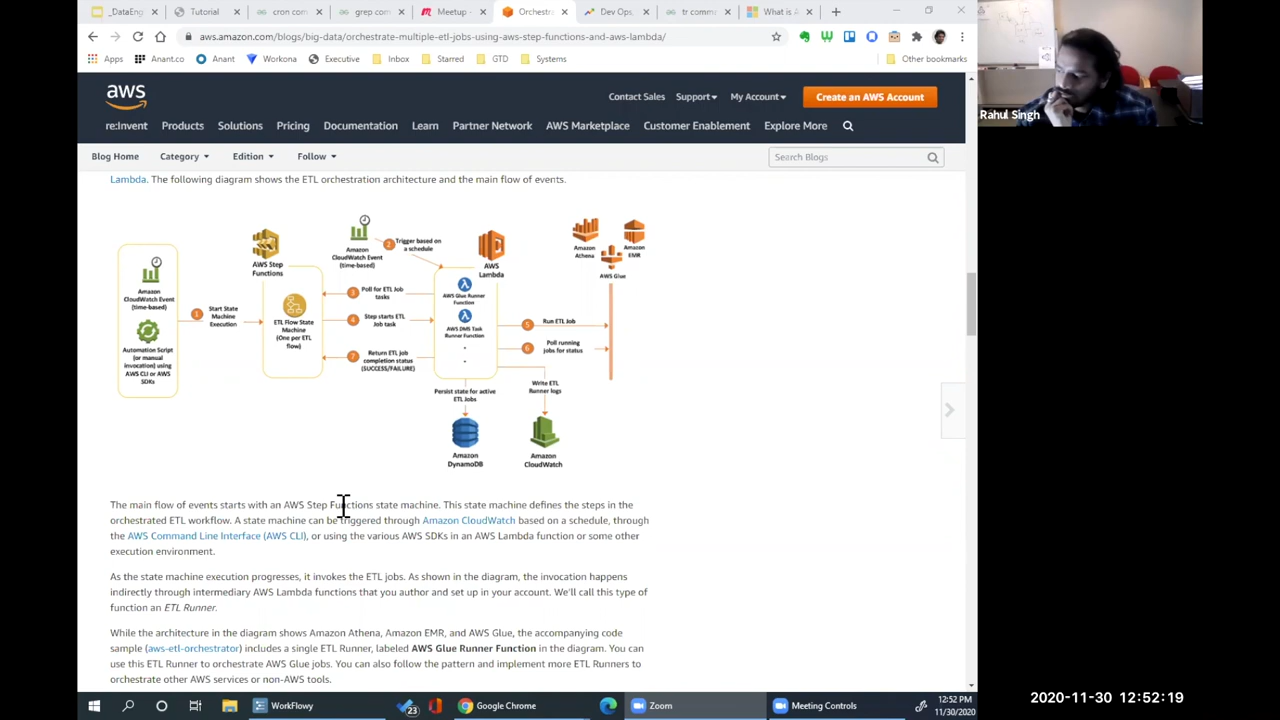 _DataEng
Tutorial
cron com
grep com
Meetup -
Orchestra
Dev Ops,
tr comma
What is A
aws.amazon.com/blogs/big-data/orchestrate-multiple-etl-jobs-using-aws-step-functions-and-aws-lambda/
Apps
Anant.co
Anant
Workona
Executive
Inbox
Starred
GTD
Systems
Other bookmarks
aws
Contact Sales
Support
My Account
Create an AWS Account
re:Invent
Products
Solutions
Pricing
Documentation
Learn
Partner Network
AWS Marketplace
Customer Enablement
Explore More
Blog Home
Category
Edition
Follow
Search Blogs
Lambda. The following diagram shows the ETL orchestration architecture and the main flow of events.
Amazon
CloudWatch Event
(time-based)
Automation Script
(or manual
invocation) using
AWS CLI or AWS
SDKs
1
Start State
Machine
Execution
AWS Step
Functions
ETL Flow State
Machine
(One per ETL
flow)
Amazon
CloudWatch Event
(time-based)
2
Trigger based on
a schedule
3
Poll for ETL Job
tasks
4
Step starts ETL
Job task
7
Return ETL job
completion status
(SUCCESS/FAILURE)
AWS
Lambda
AWS Glue Runner
Function
AWS DMS Task
Runner Function
5
Run ETL Job
6
Poll running
jobs for status
Amazon
Athena
Amazon
EMR
AWS Glue
Persist state for active
ETL Jobs
Write ETL
Runner logs
Amazon
DynamoDB
Amazon
CloudWatch
The main flow of events starts with an AWS Step Functions state machine. This state machine defines the steps in the
orchestrated ETL workflow. A state machine can be triggered through Amazon CloudWatch based on a schedule, through
the AWS Command Line Interface (AWS CLI), or using the various AWS SDKs in an AWS Lambda function or some other
execution environment.
As the state machine execution progresses, it invokes the ETL jobs. As shown in the diagram, the invocation happens
indirectly through intermediary AWS Lambda functions that you author and set up in your account. We'll call this type of
function an ETL Runner.
While the architecture in the diagram shows Amazon Athena, Amazon EMR, and AWS Glue, the accompanying code
sample (aws-etl-orchestrator) includes a single ETL Runner, labeled AWS Glue Runner Function in the diagram. You can
use this ETL Runner to orchestrate AWS Glue jobs. You can also follow the pattern and implement more ETL Runners to
orchestrate other AWS services or non-AWS tools.
Rahul Singh
WorkFlowy
23
Google Chrome
Zoom
Meeting Controls
12:52 PM
11/30/2020
2020-11-30 12:52:19